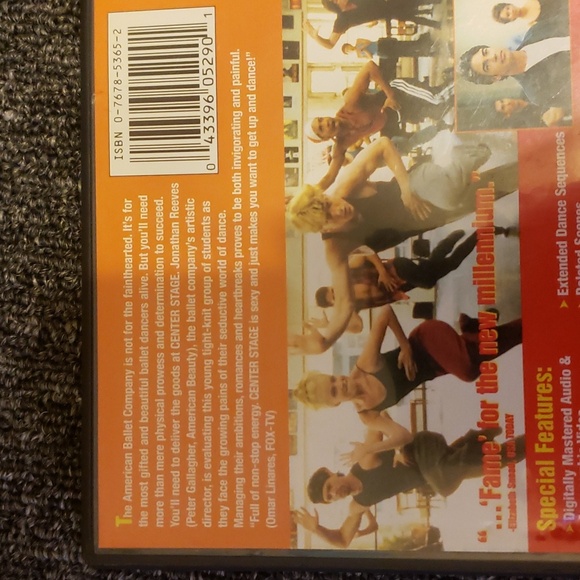 The American Ballet Company is not for the fainthearted. It's for
the most gifted and beautiful ballet dancers alive. But you'll need
more than mere physical prowess and determination to succeed.
You'll need to deliver the goods at CENTER STAGE. Jonathan Reeves
(Peter Gallagher, American Beauty), the ballet company's artistic
director, is evaluating this young tight-knit group of students as
they face the growing pains of their seductive world of dance.
Managing their ambitions, romances and heartbreaks proves to be both invigorating and painful.
"Full of non-stop energy. CENTER STAGE is sexy and just makes you want to get up and dance!"
(Omar Linares, FOX-TV)
ISBN 0-7678-5365-2
0 43396 05290 1
"...'Fame' for the new millennium."
Special Features:
Digitally Mastered Audio &
Extended Dance Sequences